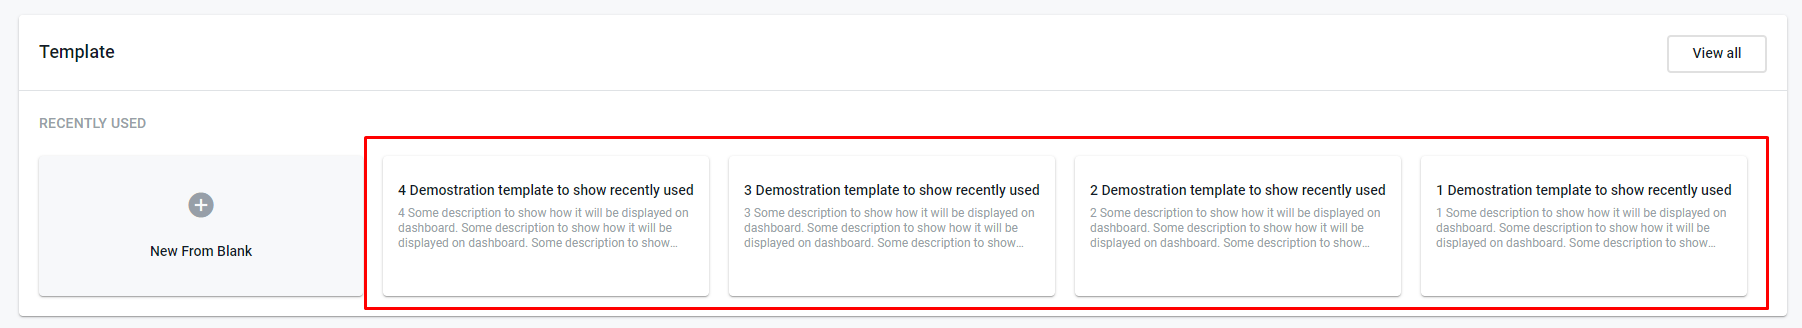 Template
View all
RECENTLY USED
New From Blank
4 Demostration template to show recently used
4 Some description to show how it will be displayed on
dashboard. Some description to show how it will be
displayed on dashboard. Some description to show...
3 Demostration template to show recently used
3 Some description to show how it will be displayed on
dashboard. Some description to show how it will be
displayed on dashboard. Some description to show...
2 Demostration template to show recently used
2 Some description to show how it will be displayed on
dashboard. Some description to show how it will be
displayed on dashboard. Some description to show...
1 Demostration template to show recently used
1 Some description to show how it will be displayed on
dashboard. Some description to show how it will be
displayed on dashboard. Some description to show...